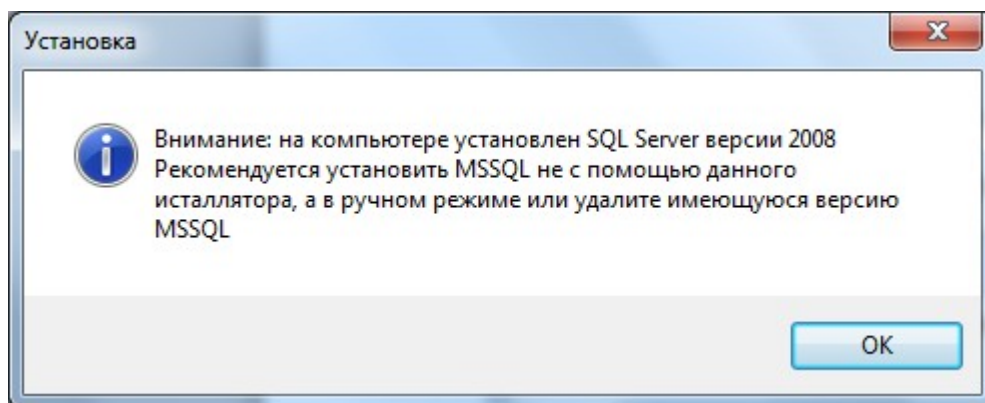 Установка
Внимание: на компьютере установлен SQL Server версии 2008
Рекомендуется установить MSSQL не с помощью данного
исталлятора, а в ручном режиме или удалите имеющуюся версию
MSSQL
OK